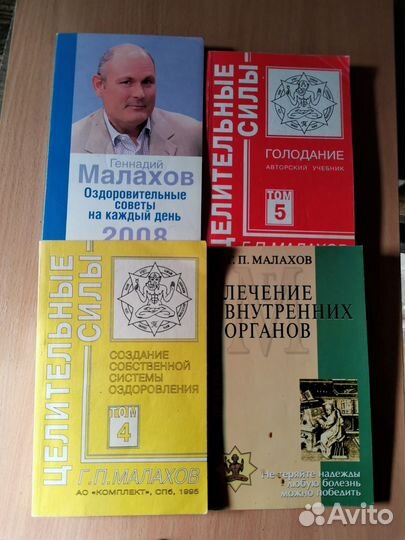 Геннадий
Малахов
Оздоровительные
советы
на каждый день
2008
ЦЕЛИТЕЛЬНЫЕ
СИЛЫ
ГОЛОДАНИЕ
АВТОРСКИЙ УЧЕБНИК
ТОМ
5
Г.П.МАЛАХОВ
ЦЕЛИТЕЛЬНЫЕ
СИЛЫ
СОЗДАНИЕ
СОБСТВЕННОЙ
СИСТЕМЫ
ОЗДОРОВЛЕНИЯ
ТОМ
4
Г.П.МАЛАХОВ
АО «КОМПЛЕКТ», СПб, 1995
Г. П. МАЛАХОВ
ЛЕЧЕНИЕ
ВНУТРЕННИХ
ОРГАНОВ
Не теряйте надежды
любую болезнь
можно победить
Avito